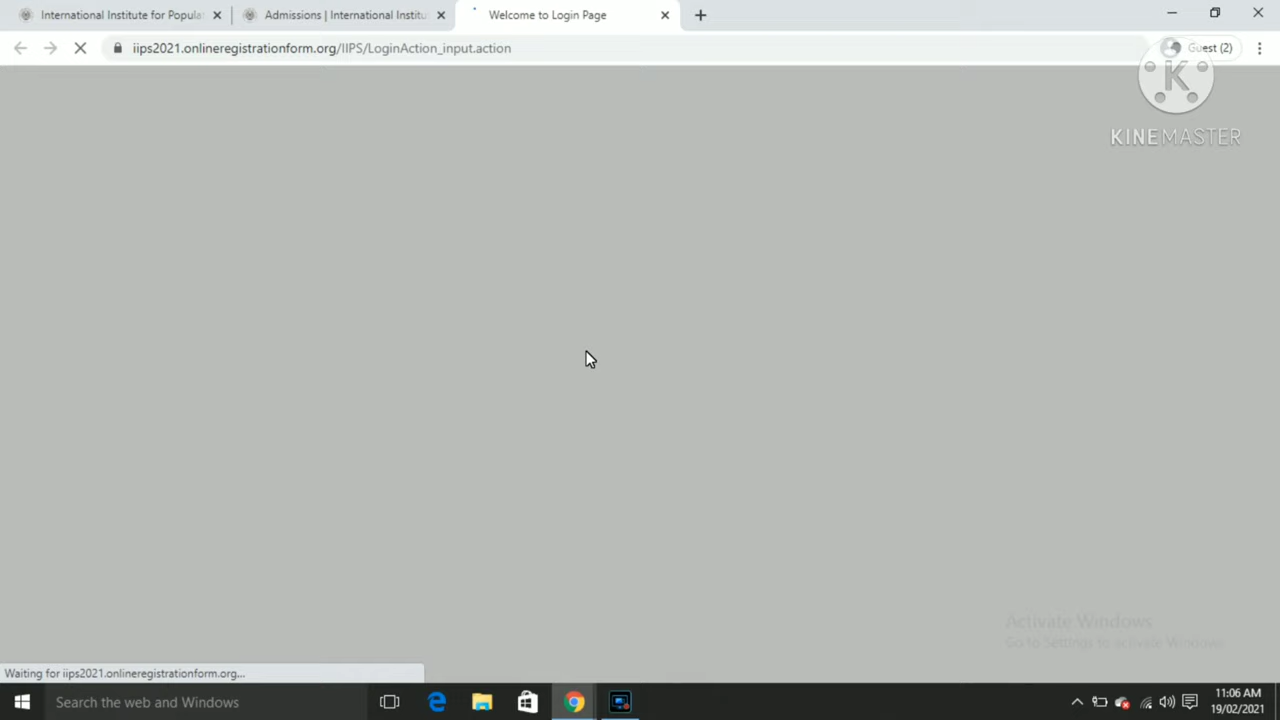 International Institute for Popula
Admissions | International Institu
Welcome to Login Page
iips2021.onlineregistrationform.org/IIPS/LoginAction_input.action
Guest (2)
K
KINEMASTER
Activate Windows
Go to Settings to activate Windows.
Waiting for iips2021.onlineregistrationform.org...
Search the web and Windows
11:06 AM
19/02/2021